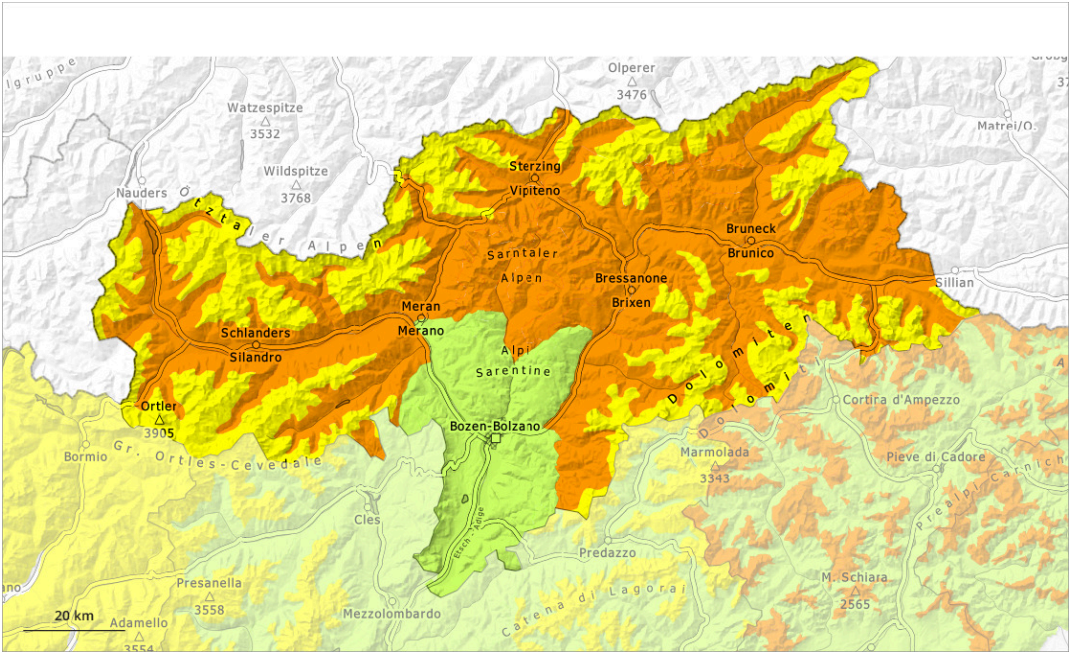 lgruppe
Olperer
3476
Watzespitze
3532
Matrei/O.
Sterzing
Vipiteno
Wildspitze
3768
Nauders
Ötztaler Alpen
Bruneck
Brunico
Sarntaler
Alpen
Bressanone
Brixen
Sillian
Meran
Merano
Schlanders
Silandro
Alpi
Sarentine
Dolomiten
Dolomiti
Ortler
3905
Cortina d'Ampezzo
Bozen-Bolzano
Gr. Ortles-Cevedale
Bormio
Marmolada
3343
Pieve di Cadore
Prealpi Carnich
Cles
Etsch - Adige
Predazzo
Presanella
3558
M. Schiara
2565
Catena di Lagorai
Mezzolombardo
Adamello
3554
ano
20 km